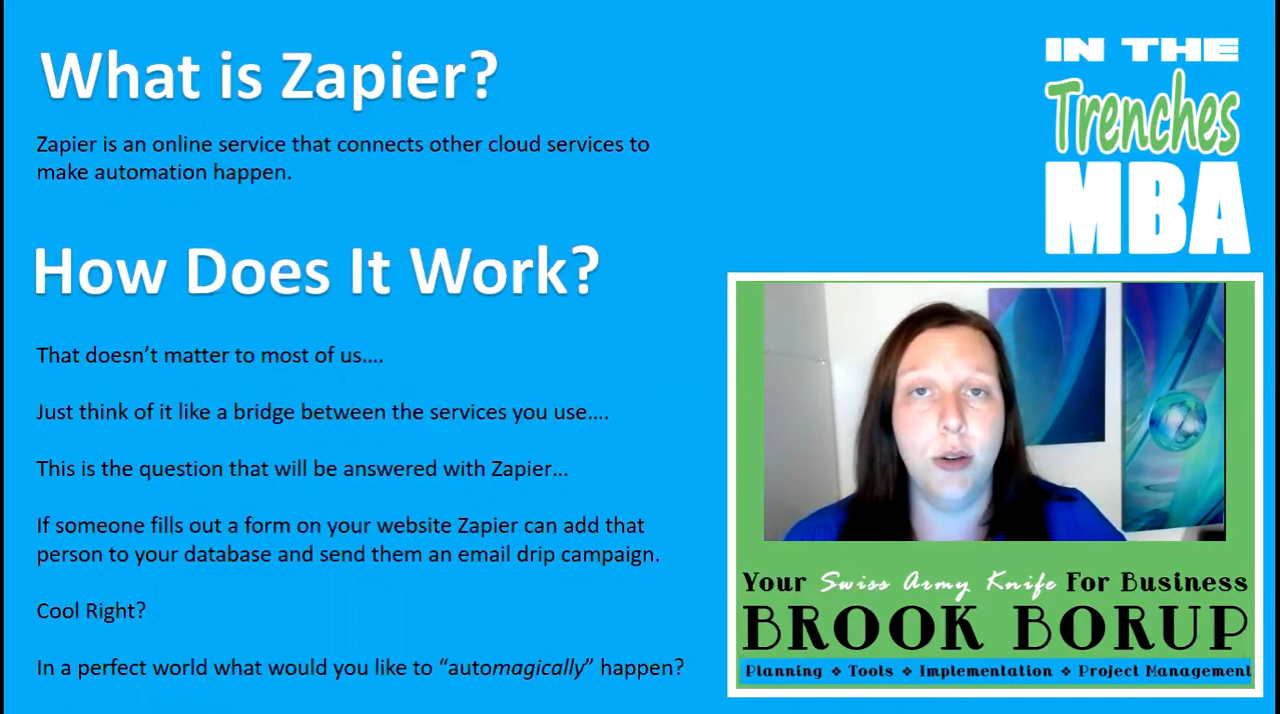 What is Zapier?
Zapier is an online service that connects other cloud services to
make automation happen.
How Does It Work?
That doesn’t matter to most of us....
Just think of it like a bridge between the services you use....
This is the question that will be answered with Zapier...
If someone fills out a form on your website Zapier can add that
person to your database and send them an email drip campaign.
Cool Right?
In a perfect world what would you like to “automagically” happen?
IN THE
Trenches
MBA
Your Swiss Army Knife For Business
BROOK BORUP
Planning ❖ Tools ❖ Implementation ❖ Project Management